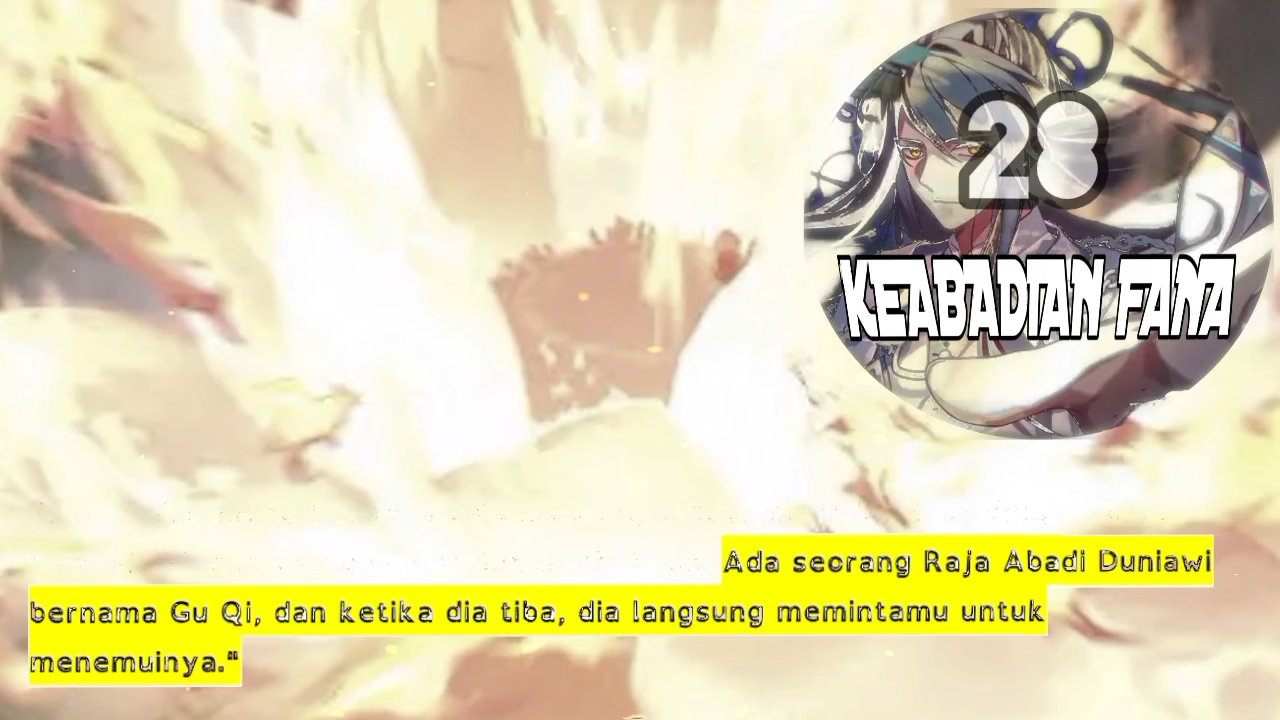 28
KEABADIAN FANA
Ada seorang Raja Abadi Duniawi
bernama Gu Qi, dan ketika dia tiba, dia langsung memintamu untuk
menemuinya."